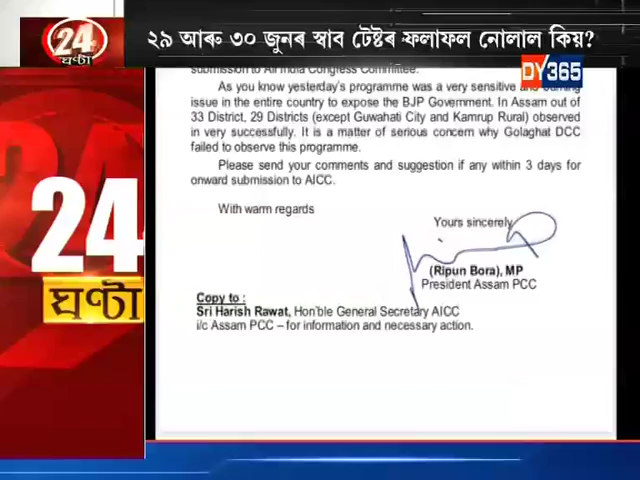 24
ঘণ্টা
২৯ আৰু ৩০ জুনৰ স্বাব টেষ্টৰ ফলাফল নোলাল কিয়?
DY365
submission to All India Congress Committee.
As you know yesterday's programme was a very sensitive and burning
issue in the entire country to expose the BJP Government. In Assam out of
33 District, 29 Districts (except Guwahati City and Kamrup Rural) observed
in very successfully. It is a matter of serious concern why Golaghat DCC
failed to observe this programme.
Please send your comments and suggestion if any within 3 days for
onward submission to AICC.
With warm regards
Yours sincerely
(Ripun Bora), MP
President Assam PCC
Copy to :
Sri Harish Rawat, Hon'ble General Secretary AICC
i/c Assam PCC – for information and necessary action.
24
ঘণ্টা